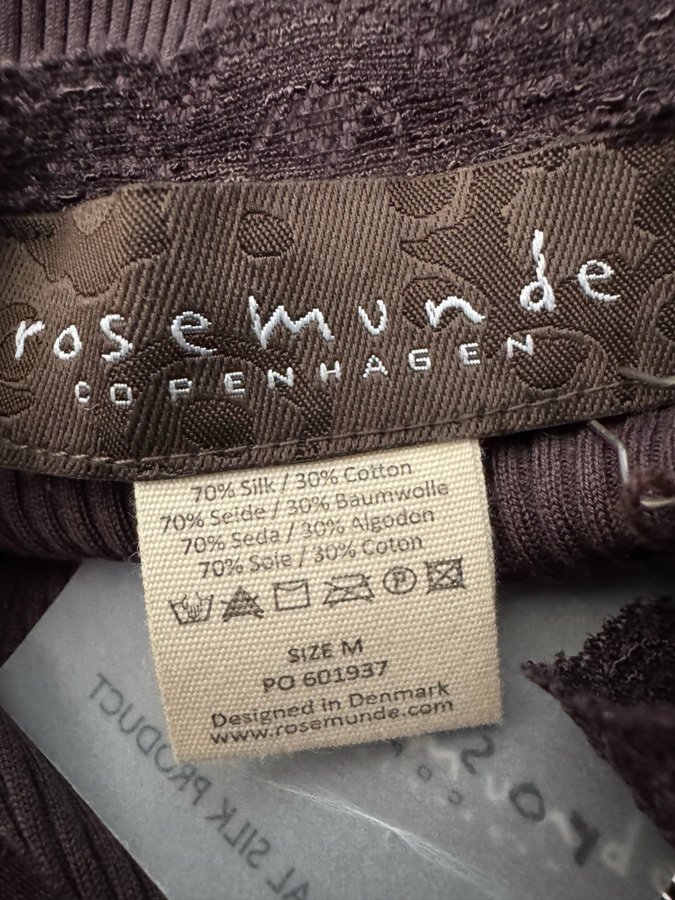 rosemunde
COPENHAGEN
70% Silk / 30% Cotton
70% Seide / 30% Baumwolle
70% Seda / 30% Algodon
70% Soie / 30% Coton
P
SIZE M
PO 601937
Designed in Denmark
www.rosemunde.com
AL SILK PRODUCT